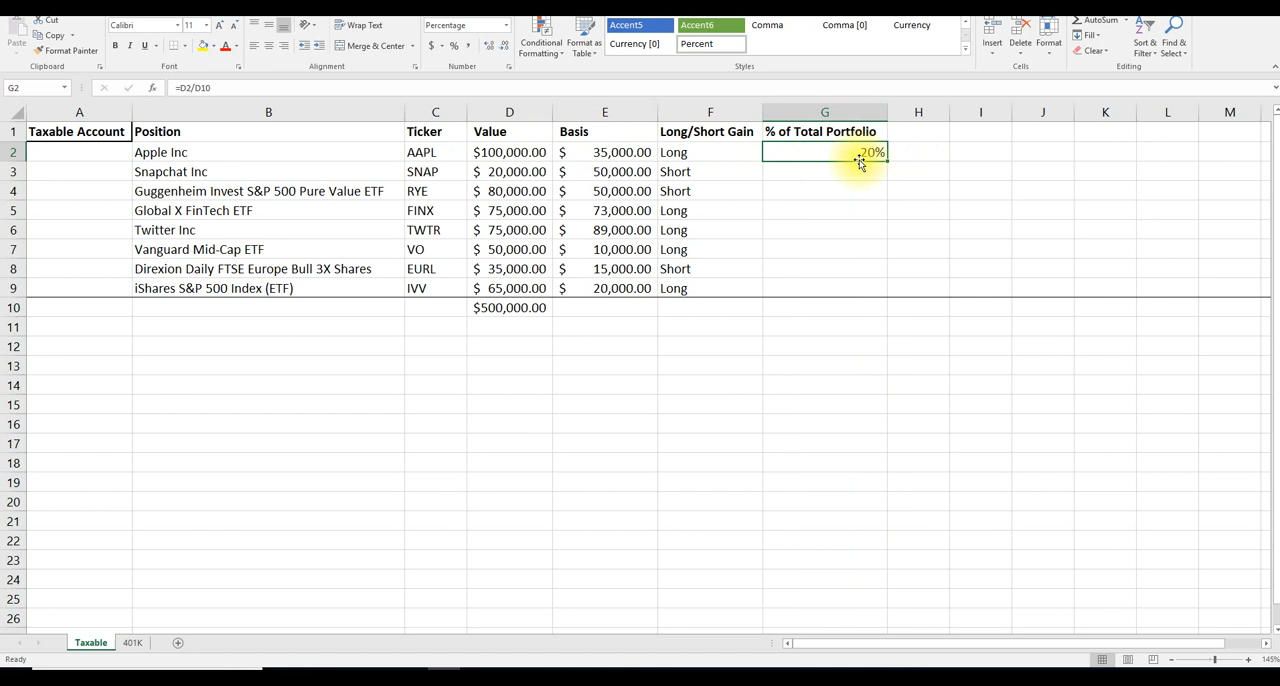 Cut
Copy
Format Painter
Paste
Clipboard
Calibri 11 A A
B I U A
Font
Wrap Text
Merge & Center
Alignment
Percentage
$ % ,
Number
Conditional Formatting
Format as Table
Accent5 Accent6 Comma Comma [0] Currency
Currency [0] Percent
Styles
Insert Delete Format
Cells
AutoSum
Fill
Clear
Sort & Filter
Find & Select
Editing
G2 fx =D2/D10
A B C D E F G H I J K L M
1 Taxable Account Position Ticker Value Basis Long/Short Gain % of Total Portfolio
2 Apple Inc AAPL $100,000.00 $ 35,000.00 Long 20%
3 Snapchat Inc SNAP $ 20,000.00 $ 50,000.00 Short
4 Guggenheim Invest S&P 500 Pure Value ETF RYE $ 80,000.00 $ 50,000.00 Short
5 Global X FinTech ETF FINX $ 75,000.00 $ 73,000.00 Long
6 Twitter Inc TWTR $ 75,000.00 $ 89,000.00 Long
7 Vanguard Mid-Cap ETF VO $ 50,000.00 $ 10,000.00 Long
8 Direxion Daily FTSE Europe Bull 3X Shares EURL $ 35,000.00 $ 15,000.00 Short
9 iShares S&P 500 Index (ETF) IVV $ 65,000.00 $ 20,000.00 Long
10 $500,000.00
11
12
13
14
15
16
17
18
19
20
21
22
23
24
25
26
Taxable 401K
Ready 145%